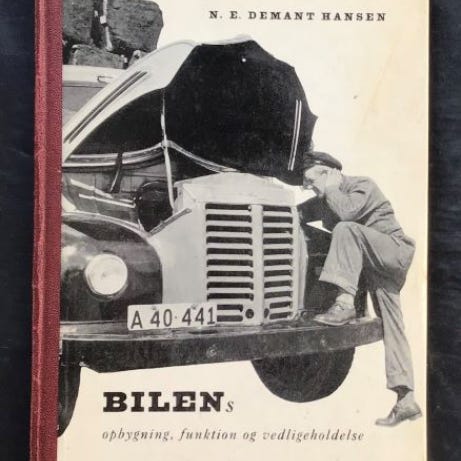 N. E. DEMANT HANSEN
A 40·441
BILENs
opbygning, funktion og vedligeholdelse